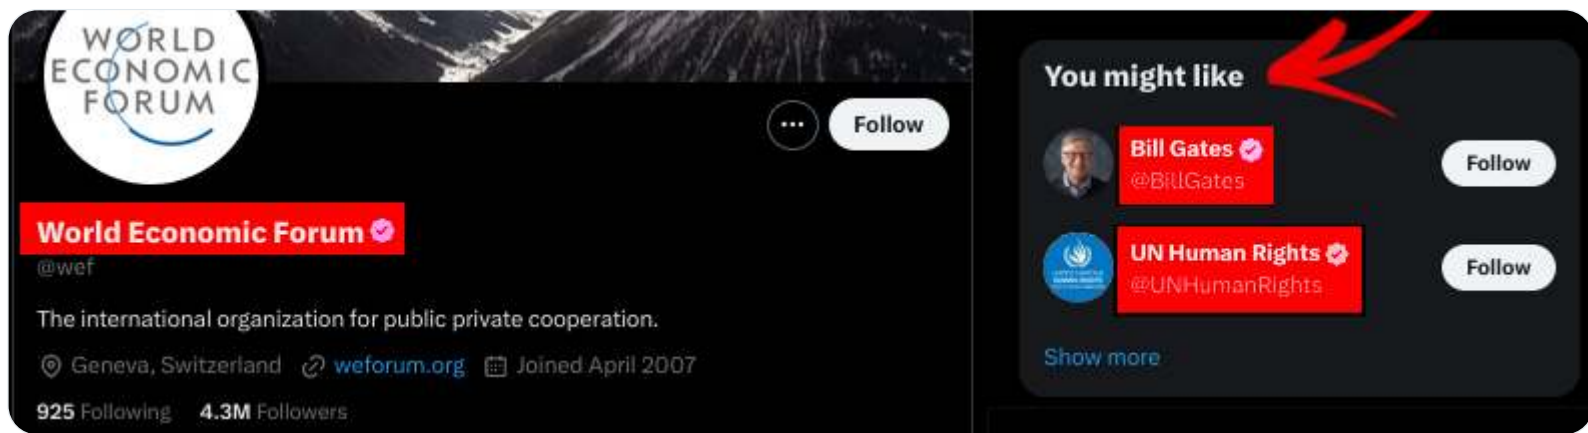 WORLD
ECONOMIC
FORUM
Follow
World Economic Forum
@wef
The international organization for public private cooperation.
Geneva, Switzerland weforum.org Joined April 2007
925 Following 4.3M Followers
You might like
Bill Gates
@BillGates
Follow
UN Human Rights
@UNHumanRights
Follow
Show more